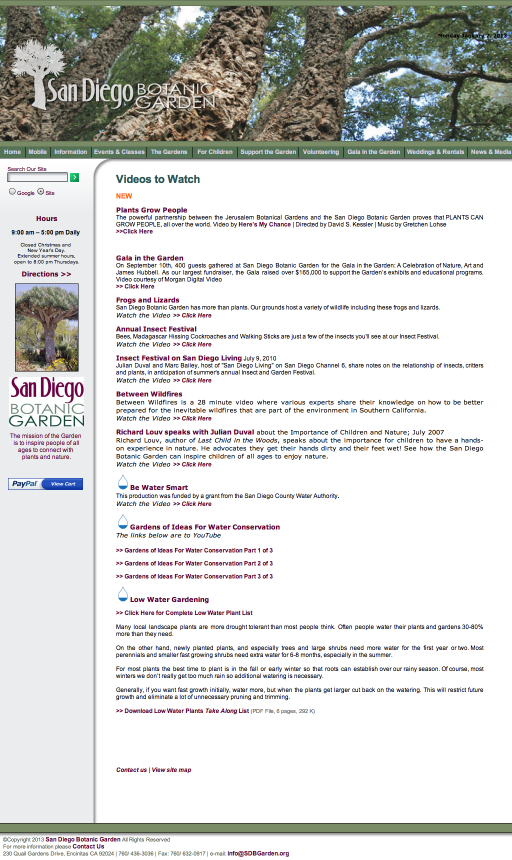 Monday January 7, 2013
San Diego BOTANIC
GARDEN
Home Mobile Information Events & Classes The Gardens For Children Support the Garden Volunteering Gala in the Garden Weddings & Rentals News & Media
Search Our Site
Google Site
Hours
9:00 am – 5:00 pm Daily
Closed Christmas and
New Year's Day.
Extended summer hours,
open to 8:00 pm Thursdays.
Directions >>
San Diego
BOTANIC
GARDEN
The mission of the Garden
is to inspire people of all
ages to connect with
plants and nature.
PayPal View Cart
Videos to Watch
NEW
Plants Grow People
The powerful partnership between the Jerusalem Botanical Gardens and the San Diego Botanic Garden proves that PLANTS CAN
GROW PEOPLE, all over the world. Video by Here's My Chance | Directed by David S. Kessler | Music by Gretchen Lohse
>>Click Here
Gala in the Garden
On September 10th, 400 guests gathered at San Diego Botanic Garden for the Gala in the Garden: A Celebration of Nature, Art and
James Hubbell. As our largest fundraiser, the Gala raised over $165,000 to support the Garden's exhibits and educational programs.
Video courtesy of Morgan Digital Video
>> Click Here
Frogs and Lizards
San Diego Botanic Garden has more than plants. Our grounds host a variety of wildlife including these frogs and lizards.
Watch the Video >> Click Here
Annual Insect Festival
Bees, Madagascar Hissing Cockroaches and Walking Sticks are just a few of the insects you'll see at our Insect Festival.
Watch the Video >> Click Here
Insect Festival on San Diego Living July 9, 2010
Julian Duval and Marc Bailey, host of "San Diego Living" on San Diego Channel 6, share notes on the relationship of insects, critters
and plants, in anticipation of summer's annual Insect and Garden Festival.
Watch the Video >> Click Here
Between Wildfires
Between Wildfires is a 28 minute video where various experts share their knowledge on how to be better
prepared for the inevitable wildfires that are part of the environment in Southern California.
Watch the Video >> Click Here
Richard Louv speaks with Julian Duval about the Importance of Children and Nature; July 2007
Richard Louv, author of Last Child in the Woods, speaks about the importance for children to have a hands-
on experience in nature. He advocates they get their hands dirty and their feet wet! See how the San Diego
Botanic Garden can inspire children of all ages to enjoy nature.
Watch the Video >> Click Here
Be Water Smart
This production was funded by a grant from the San Diego County Water Authority.
Watch the Video >> Click Here
Gardens of Ideas For Water Conservation
The links below are to YouTube
>> Gardens of Ideas For Water Conservation Part 1 of 3
>> Gardens of Ideas For Water Conservation Part 2 of 3
>> Gardens of Ideas For Water Conservation Part 3 of 3
Low Water Gardening
>> Click Here for Complete Low Water Plant List
Many local landscape plants are more drought tolerant than most people think. Often people water their plants and gardens 30-80%
more than they need.
On the other hand, newly planted plants, and especially trees and large shrubs need more water for the first year or two. Most
perennials and smaller fast growing shrubs need extra water for 6-8 months, especially in the summer.
For most plants the best time to plant is in the fall or early winter so that roots can establish over our rainy season. Of course, most
winters we don't really get too much rain so additional watering is necessary.
Generally, if you want fast growth initially, water more, but when the plants get larger cut back on the watering. This will restrict future
growth and eliminate a lot of unnecessary pruning and trimming.
>> Download Low Water Plants Take Along List (PDF File, 6 pages, 292 K)
Contact us | View site map
©Copyright 2013 San Diego Botanic Garden All Rights Reserved
For more information please Contact Us
230 Quail Gardens Drive, Encinitas CA 92024 | 760/ 436-3036 | Fax: 760/ 632-0917 | e-mail: info@SDBGarden.org